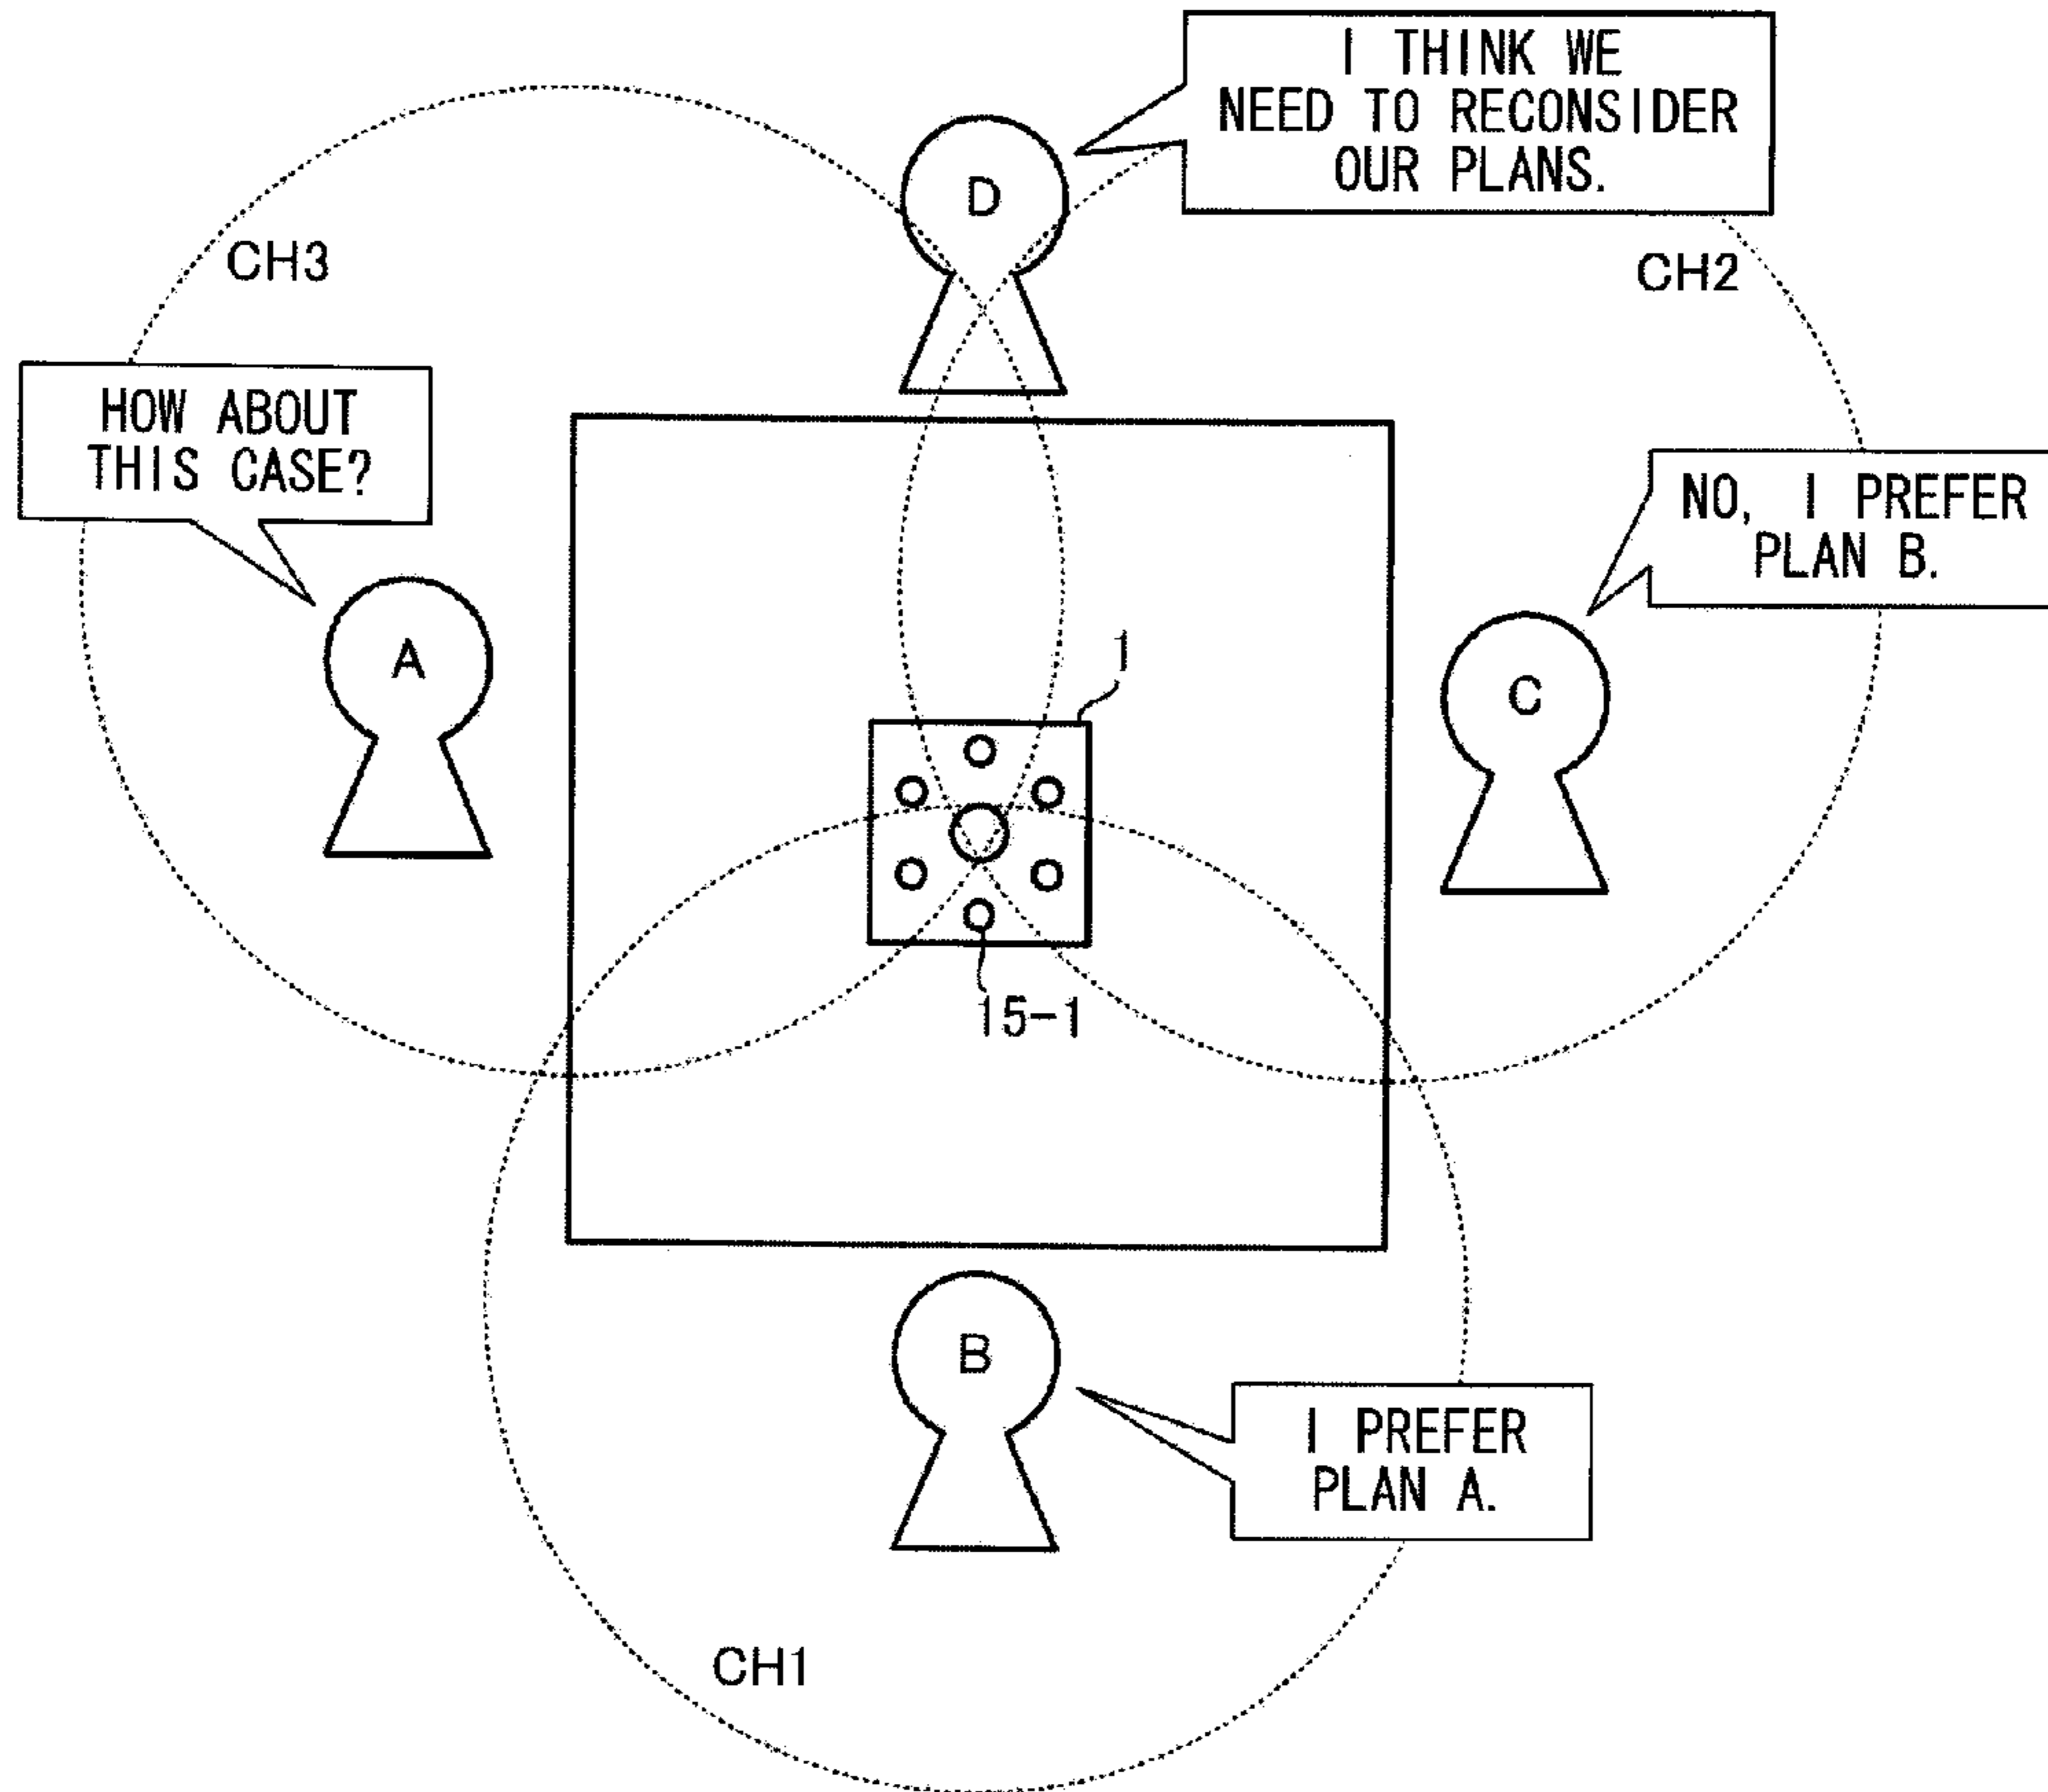 I THINK WE
NEED TO RECONSIDER
OUR PLANS.
D
CH3
CH2
HOW ABOUT
THIS CASE?
NO, I PREFER
PLAN B.
A
1
C
15-1
B
I PREFER
PLAN A.
CH1